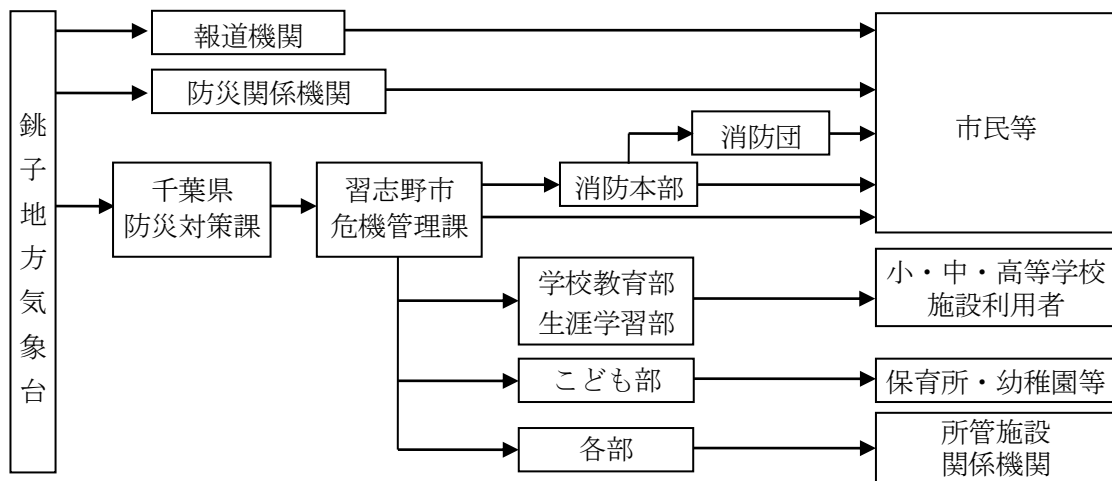 銚子地方気象台
報道機関
防災関係機関
千葉県
防災対策課
習志野市
危機管理課
消防団
消防本部
市民等
学校教育部
生涯学習部
小・中・高等学校
施設利用者
こども部
保育所・幼稚園等
各部
所管施設
関係機関